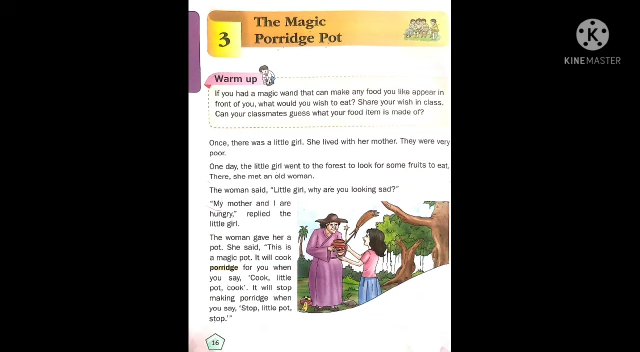 3
The Magic
Porridge Pot
Warm up
If you had a magic wand that can make any food you like appear in
front of you, what would you wish to eat? Share your wish in class.
Can your classmates guess what your food item is made of?
Once, there was a little girl. She lived with her mother. They were very
poor.
One day, the little girl went to the forest to look for some fruits to eat,
There, she met an old woman.
The woman said, "Little girl, why are you looking sad?"
"My mother and I are
hungry," replied the
little girl.
The woman gave her a
pot. She said, "This is
a magic pot. It will cook
porridge for you when
you say, 'Cook, little
pot, cook'. It will stop
making porridge when
you say, 'Stop, little pot,
stop.'"
16
K
KINEMASTER